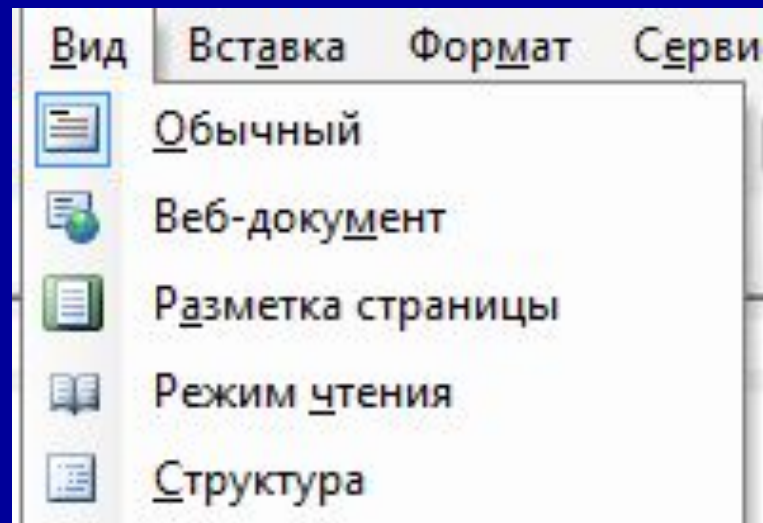 Вид Вставка Формат Серви
Обычный
Веб-документ
Разметка страницы
Режим чтения
Структура